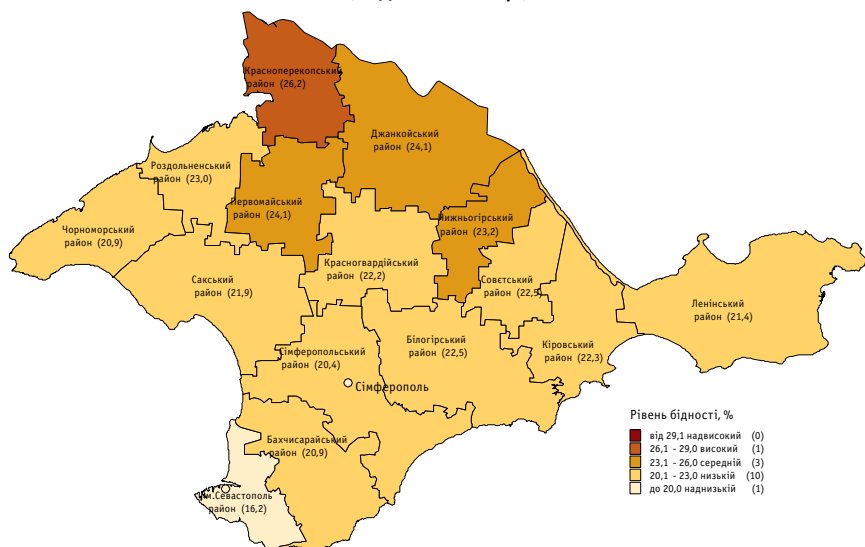 Красноперекопський
район (26,2)
Джанкойський
район (24,1)
Роздольненський
район (23,0)
Первомайський
район (24,1)
Нижньогірський
район (23,2)
Чорноморський
район (20,9)
Красногвардійський
район (22,2)
Сакський
район (21,9)
Совєтський
район (22,5)
Ленінський
район (21,4)
Сімферопольський
район (20,4)
Білогірський
район (22,5)
Кіровський
район (22,3)
Сімферополь
Бахчисарайський
район (20,9)
м.Севастополь
район (16,2)
Рівень бідності, %
від 29,1 надвисокий (0)
26,1 - 29,0 високий (1)
23,1 - 26,0 середній (3)
20,1 - 23,0 низькій (10)
до 20,0 наднизькій (1)